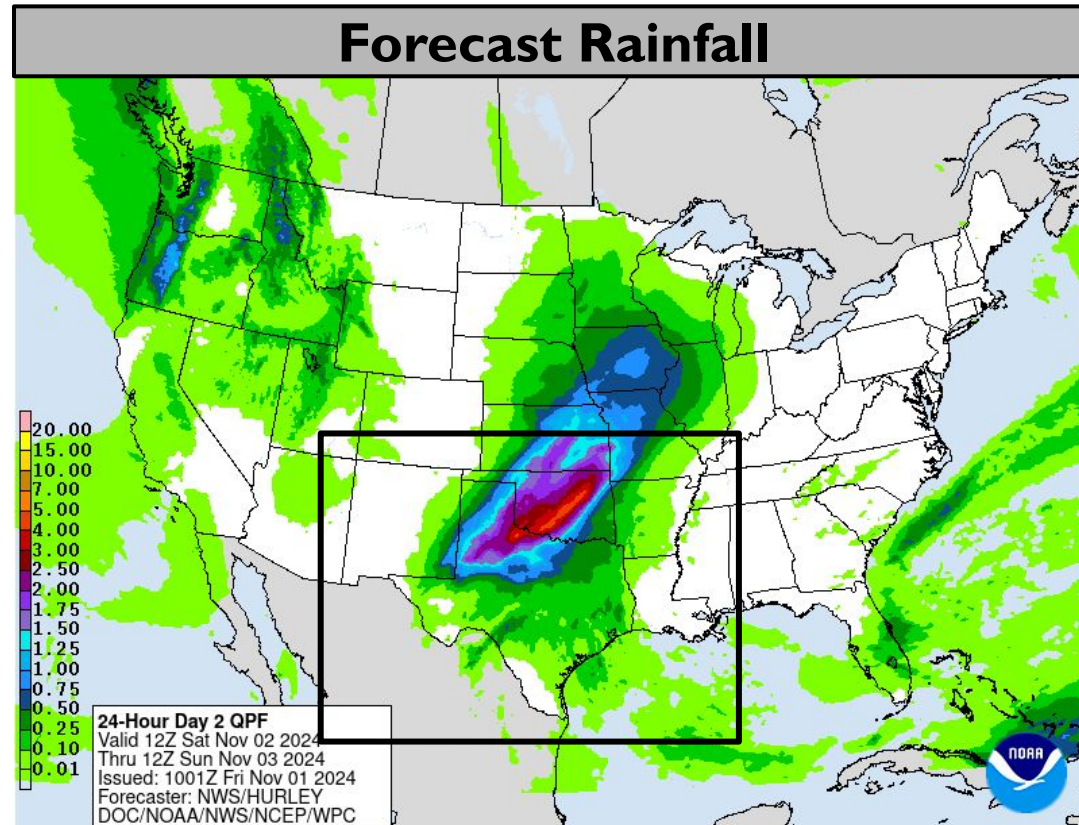 Forecast Rainfall
20.00
15.00
10.00
7.00
5.00
4.00
3.00
2.50
2.00
1.75
1.50
1.25
1.00
0.75
0.50
0.25
0.10
0.01
24-Hour Day 2 QPF
Valid 12Z Sat Nov 02 2024
Thru 12Z Sun Nov 03 2024
Issued: 1001Z Fri Nov 01 2024
Forecaster: NWS/HURLEY
DOC/NOAA/NWS/NCEP/WPC
NOAA